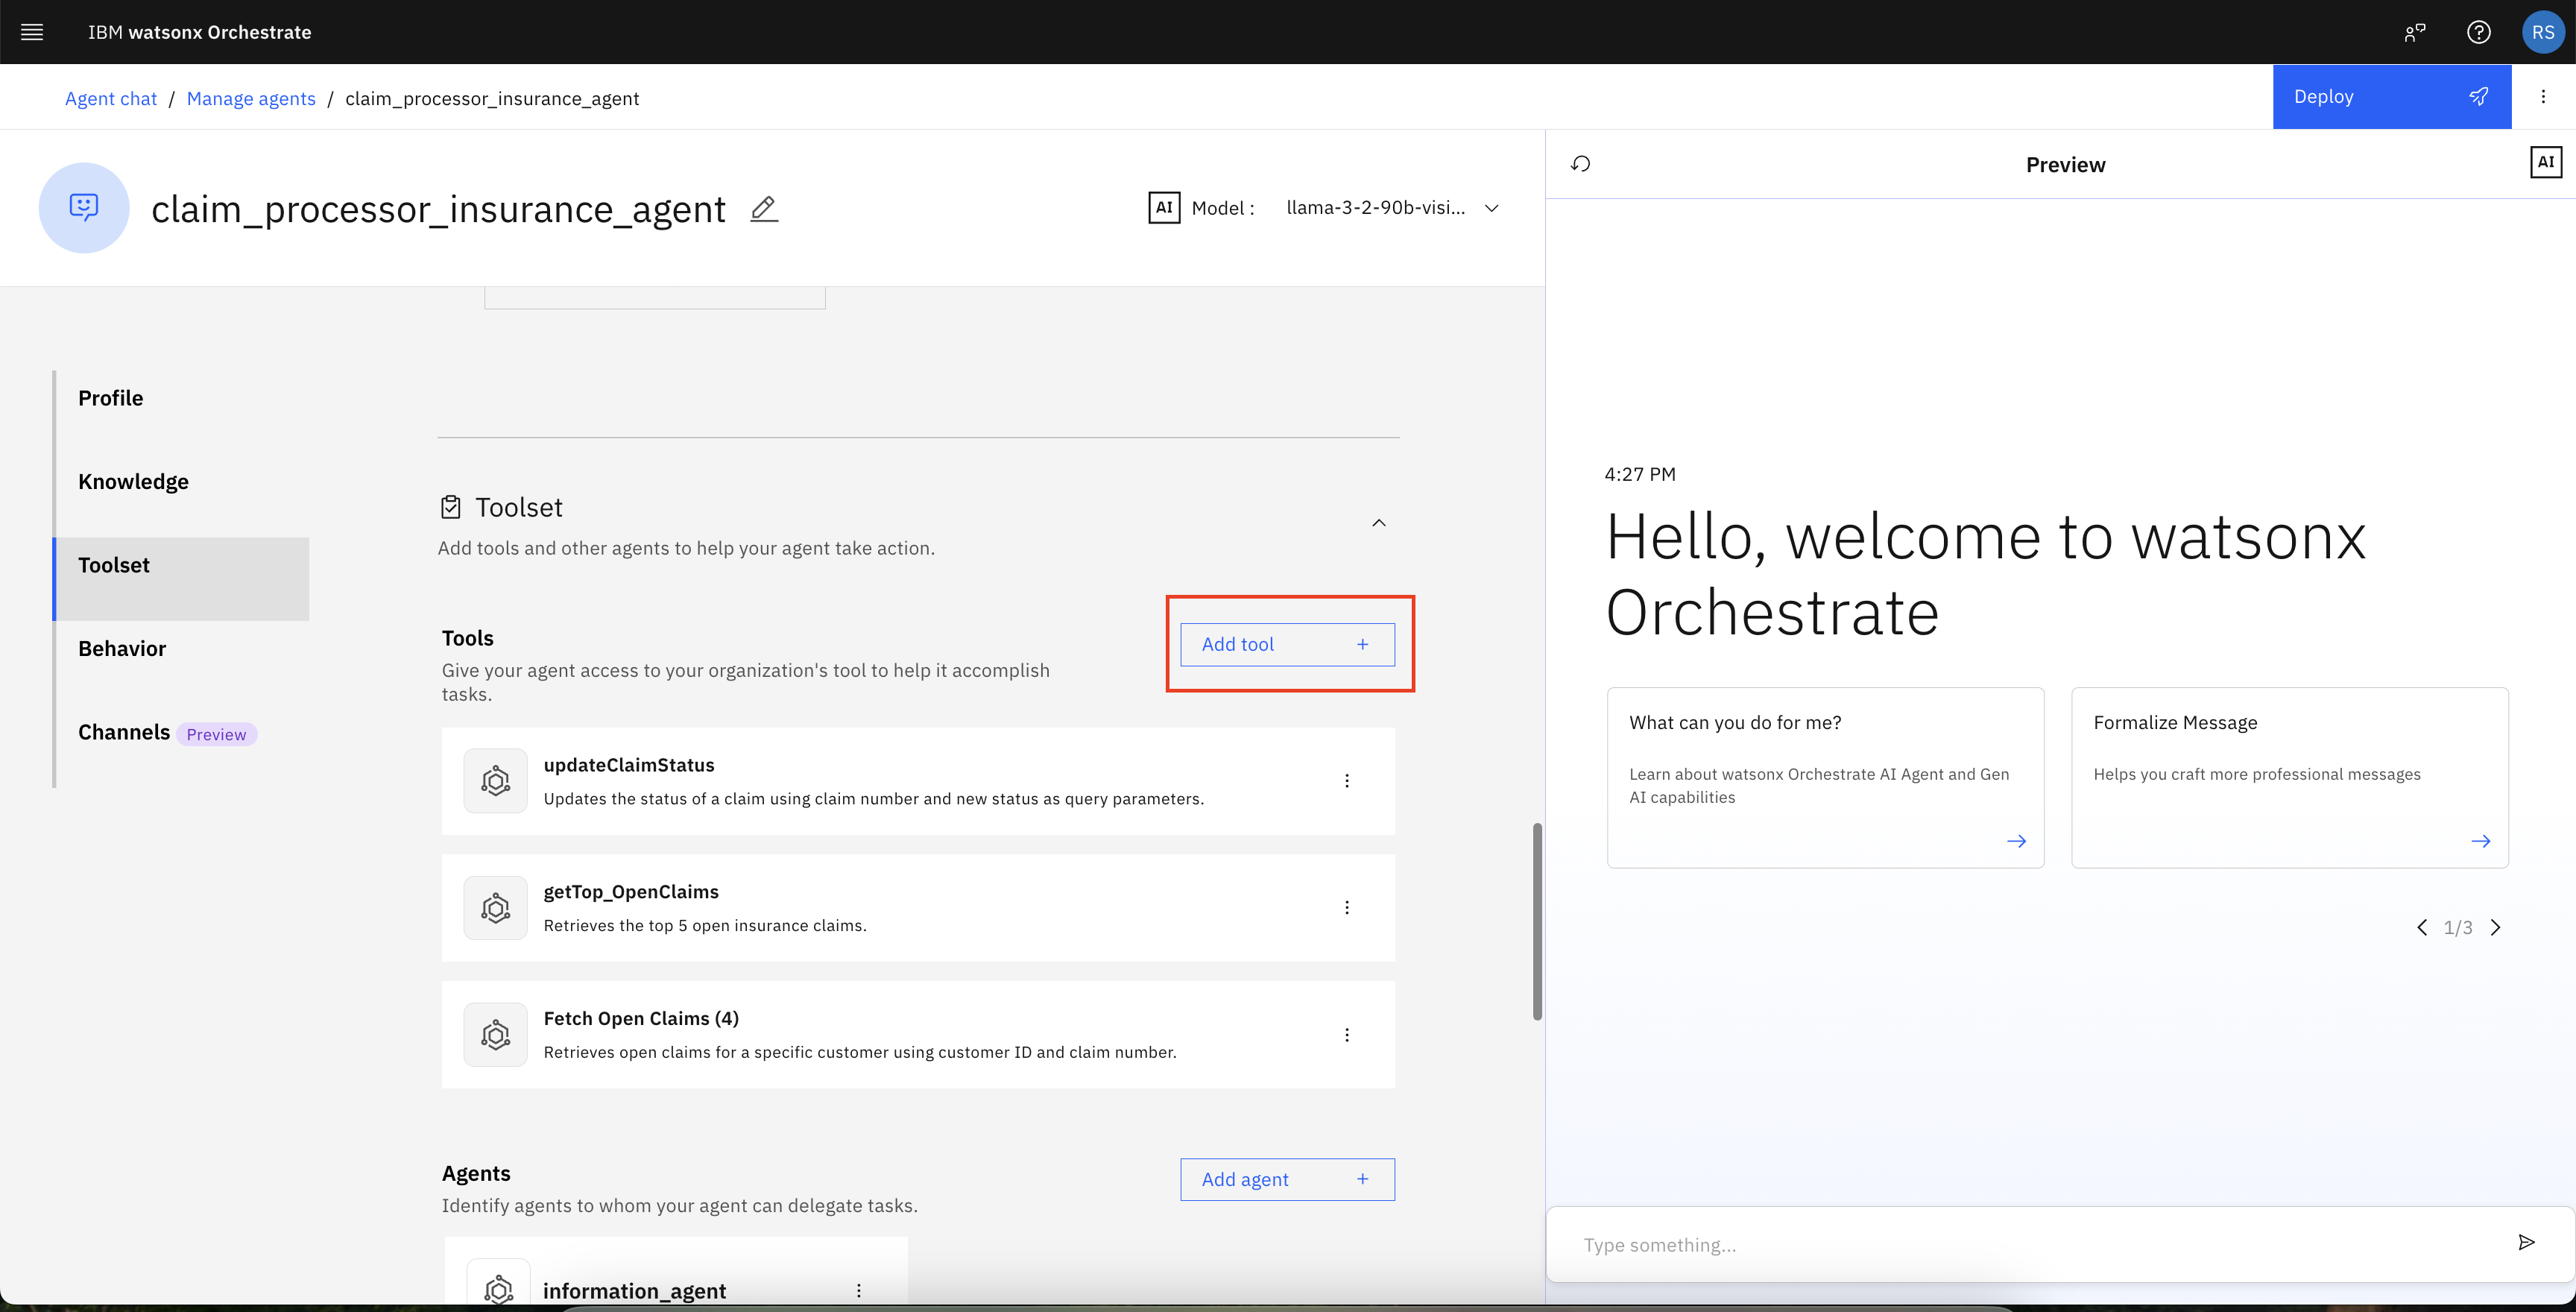 IBM watsonx Orchestrate
RS
Agent chat / Manage agents / claim_processor_insurance_agent
Deploy
claim_processor_insurance_agent
AI Model : llama-3-2-90b-visi...
Preview
AI
Profile
Knowledge
Toolset
Behavior
Channels Preview
Toolset
Add tools and other agents to help your agent take action.
Tools
Add tool +
Give your agent access to your organization's tool to help it accomplish
tasks.
updateClaimStatus
Updates the status of a claim using claim number and new status as query parameters.
getTop_OpenClaims
Retrieves the top 5 open insurance claims.
Fetch Open Claims (4)
Retrieves open claims for a specific customer using customer ID and claim number.
Agents
Add agent +
Identify agents to whom your agent can delegate tasks.
information_agent
4:27 PM
Hello, welcome to watsonx
Orchestrate
What can you do for me?
Learn about watsonx Orchestrate AI Agent and Gen
AI capabilities
Formalize Message
Helps you craft more professional messages
1/3
Type something...